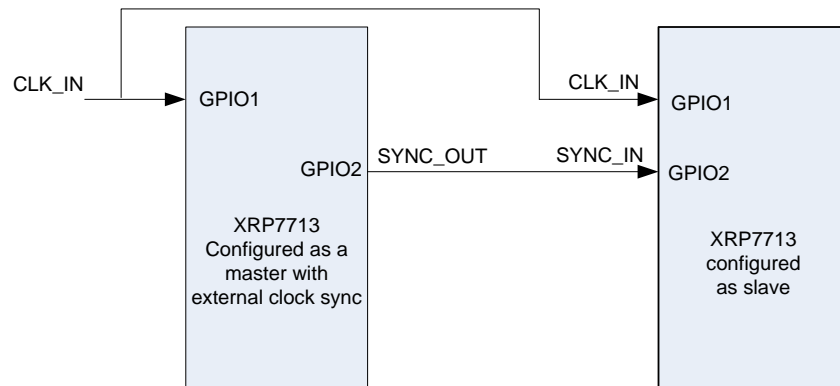 CLK_IN
GPIO1
CLK_IN
GPIO1
GPIO2
SYNC_OUT
SYNC_IN
GPIO2
XRP7713
Configured as a
master with
external clock sync
XRP7713
configured
as slave